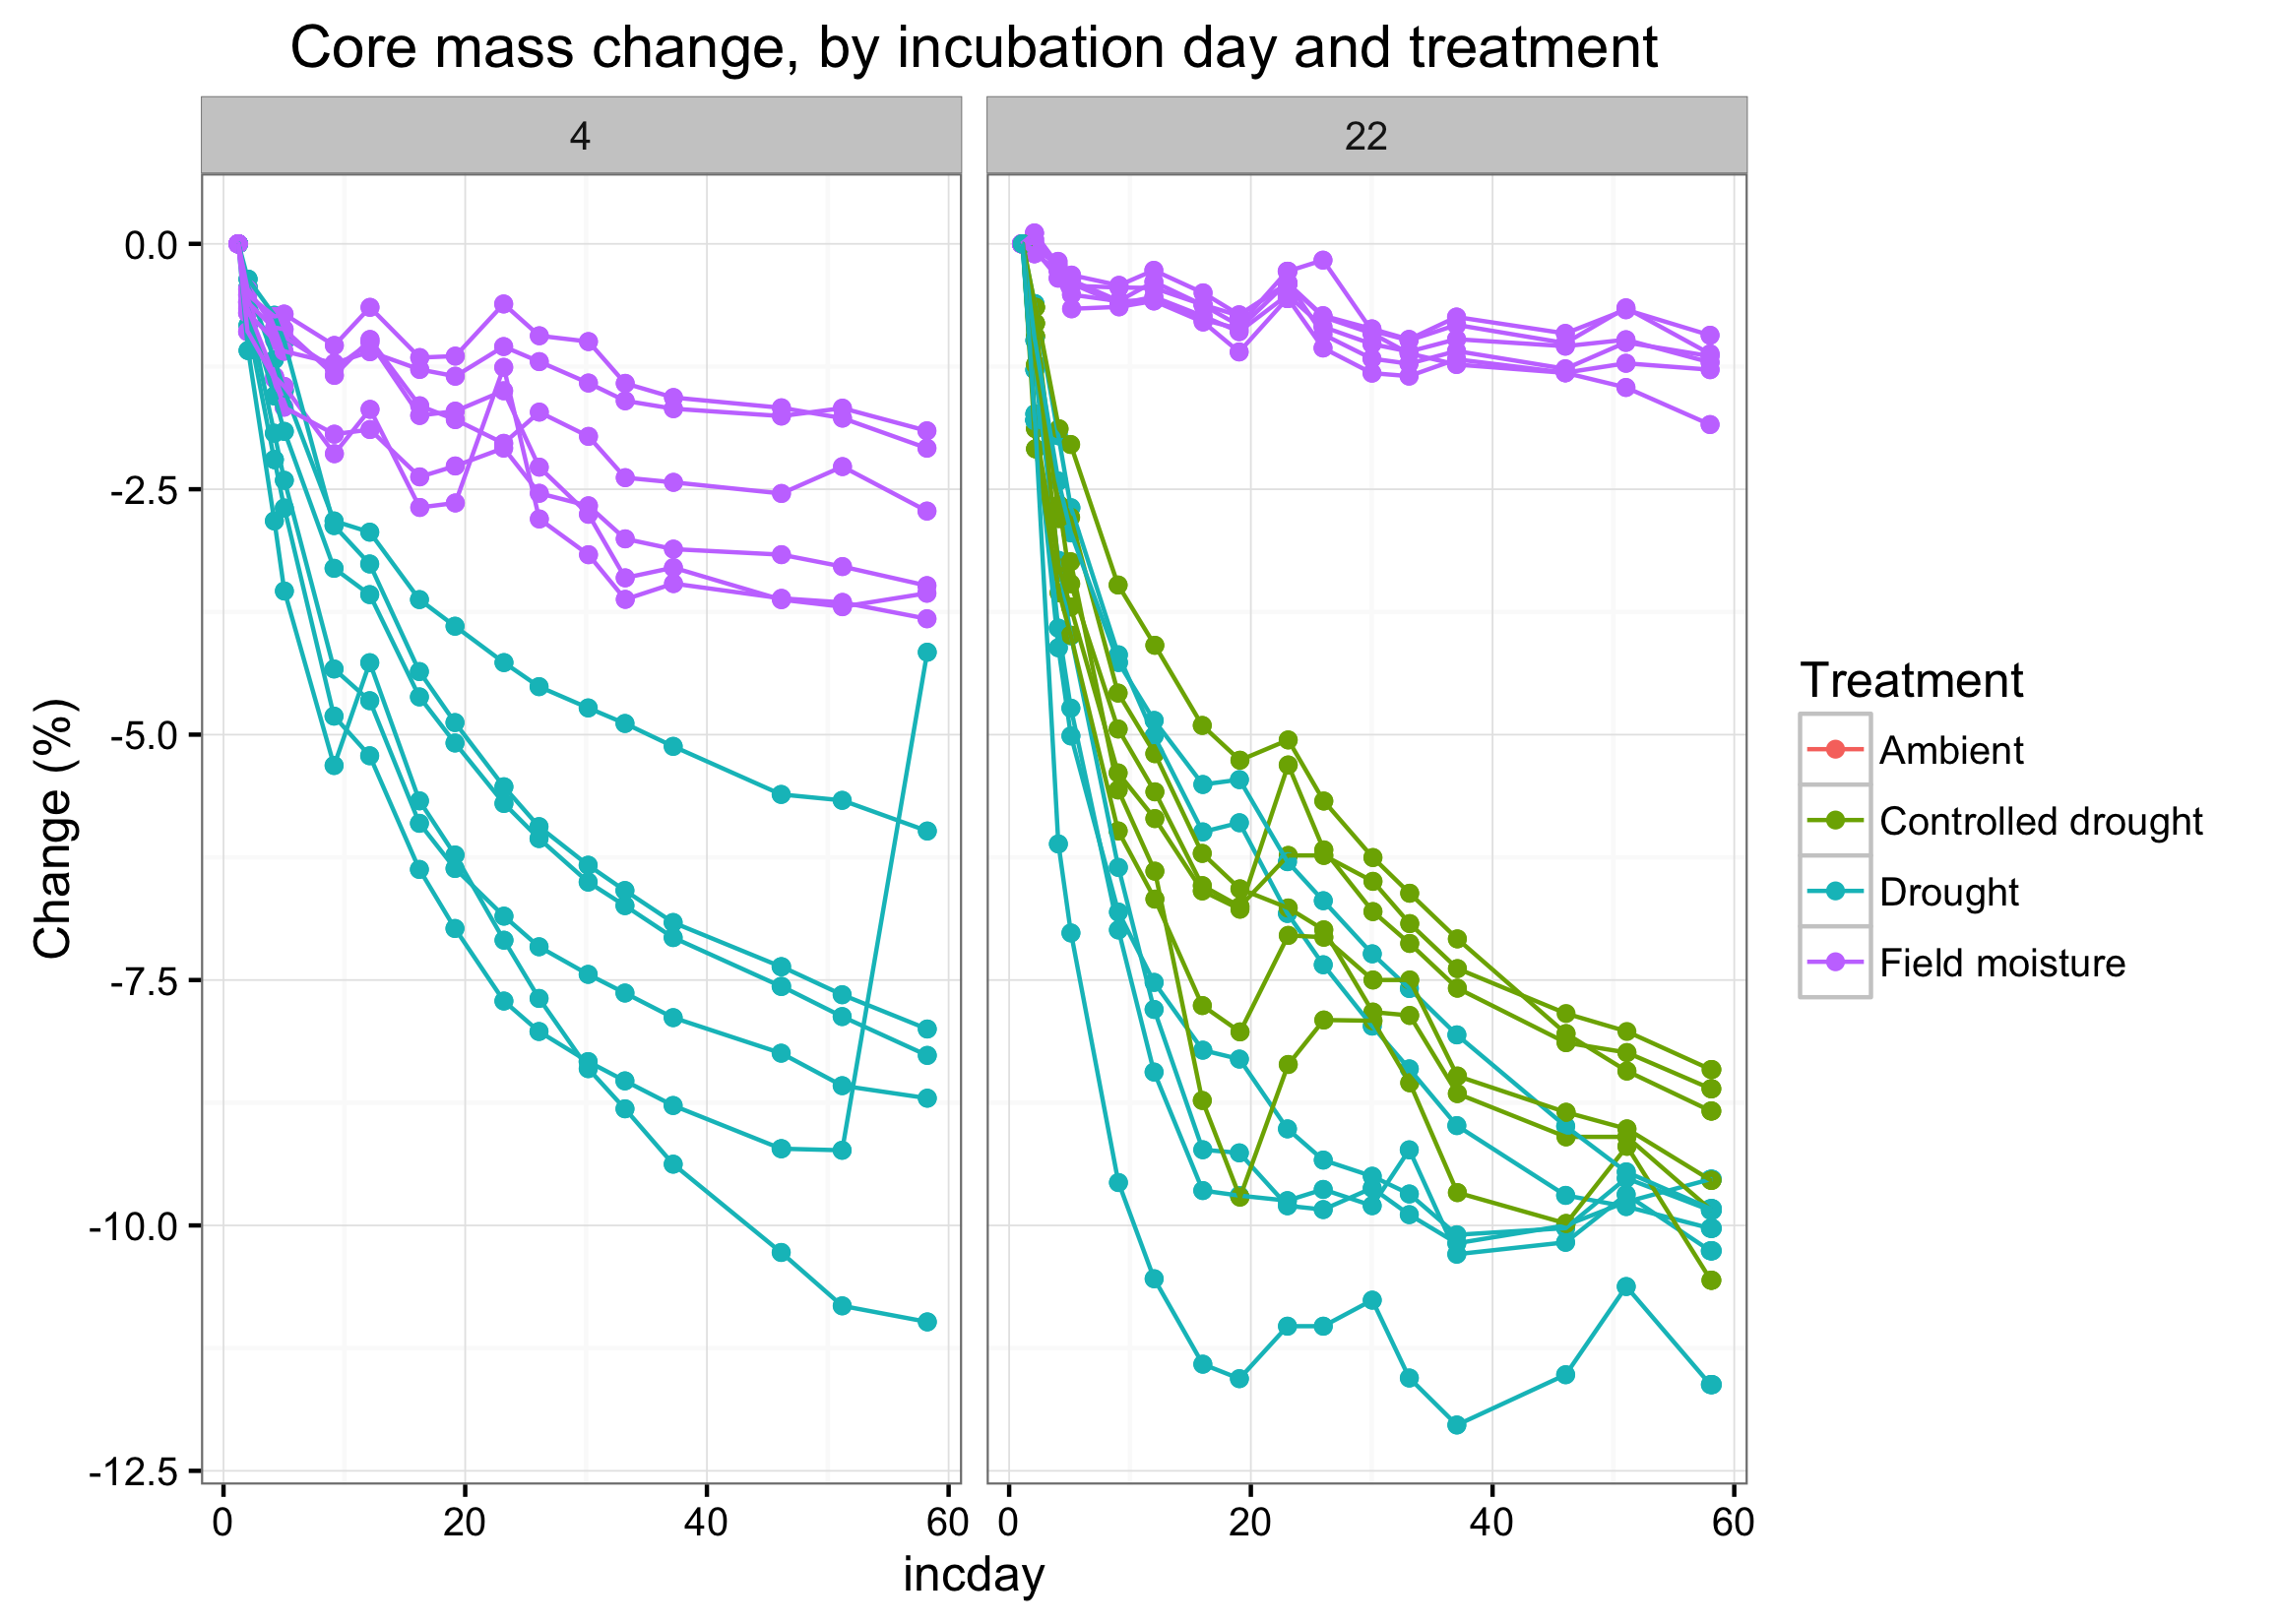 Core mass change, by incubation day and treatment
4
22
0.0
-2.5
-5.0
-7.5
-10.0
-12.5
Change (%)
0
20
40
60
0
20
40
60
incday
Treatment
Ambient
Controlled drought
Drought
Field moisture